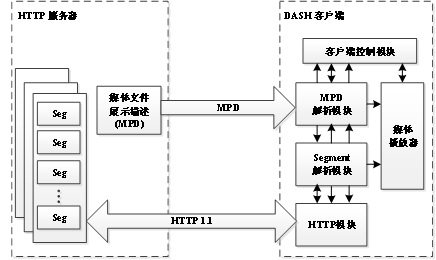 HTTP 服务器
DASH 客户端
客户端控制模块
媒体文件
展示描述
(MPD)
MPD
MPD
解析模块
媒体
播放器
Seg
Seg
Seg
Seg
Segment
解析模块
HTTP 1.1
HTTP模块